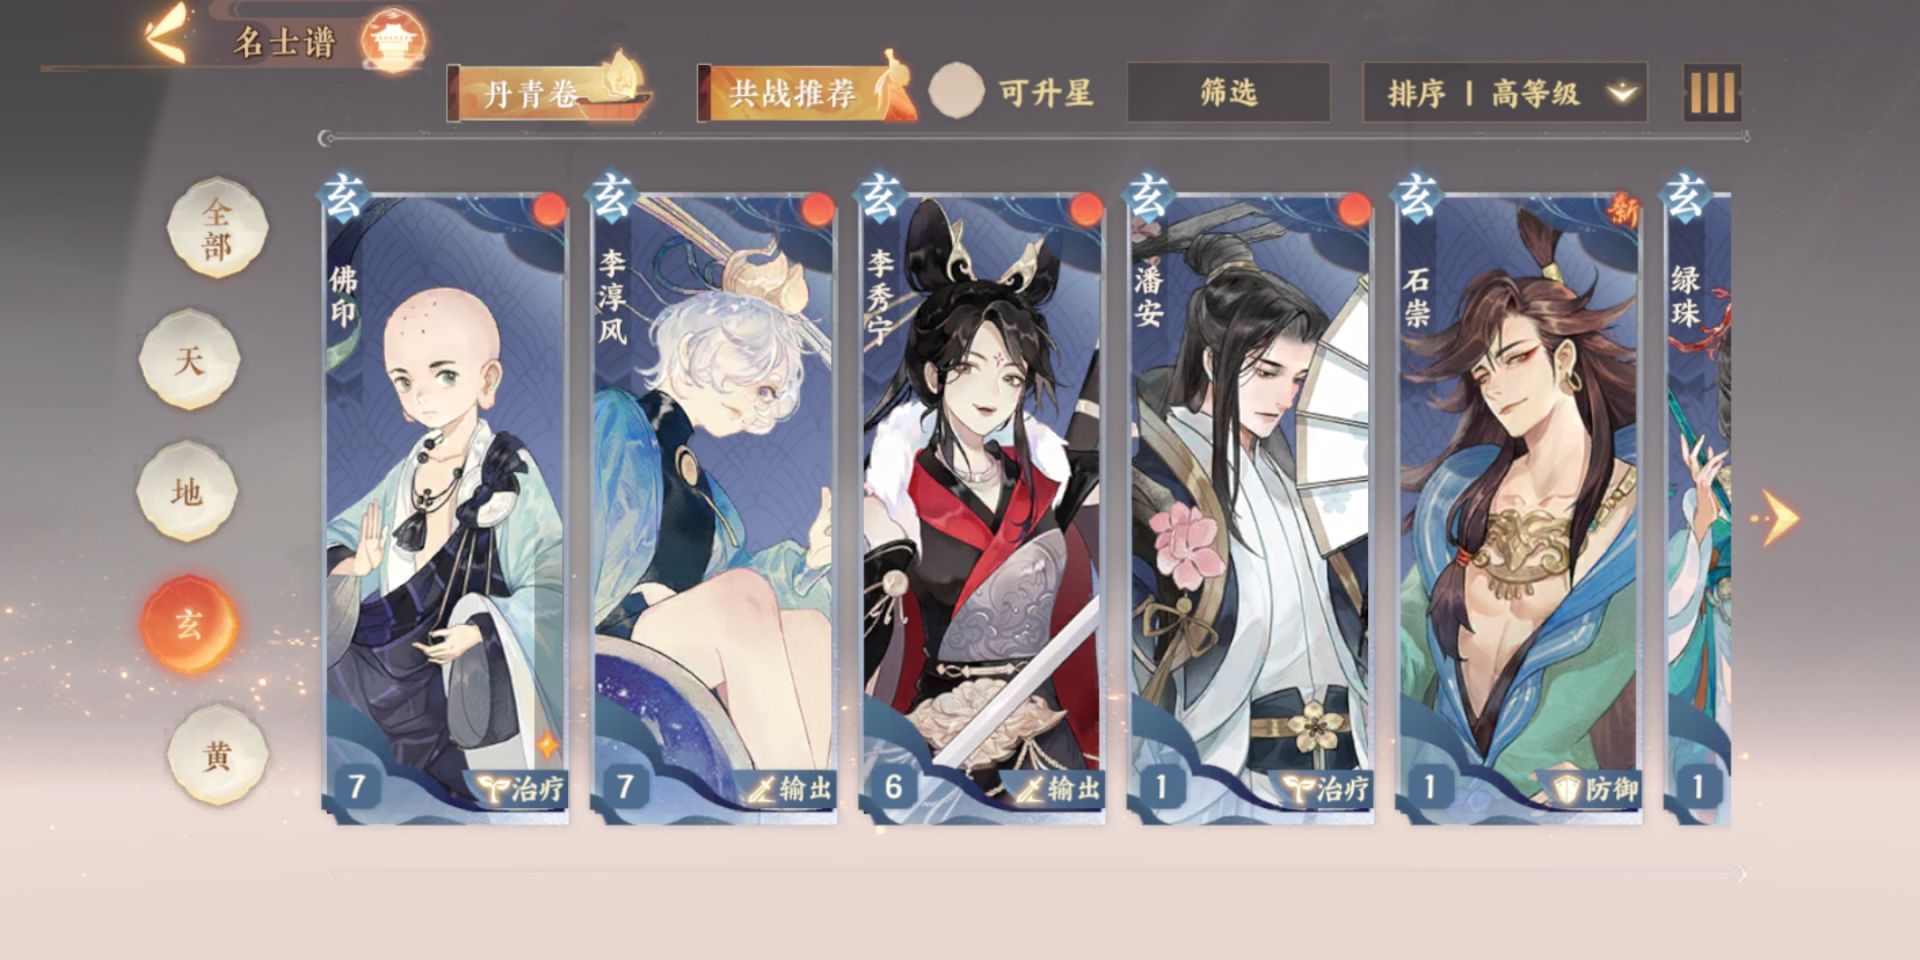 名士谱
丹青卷
共战推荐
可升星
筛选
排序 | 高等级
全部
天
地
玄
黄
玄
佛印
7
治疗
玄
李淳风
7
输出
玄
李秀宁
6
输出
玄
潘安
1
治疗
玄
新
石崇
1
防御
玄
绿珠
1